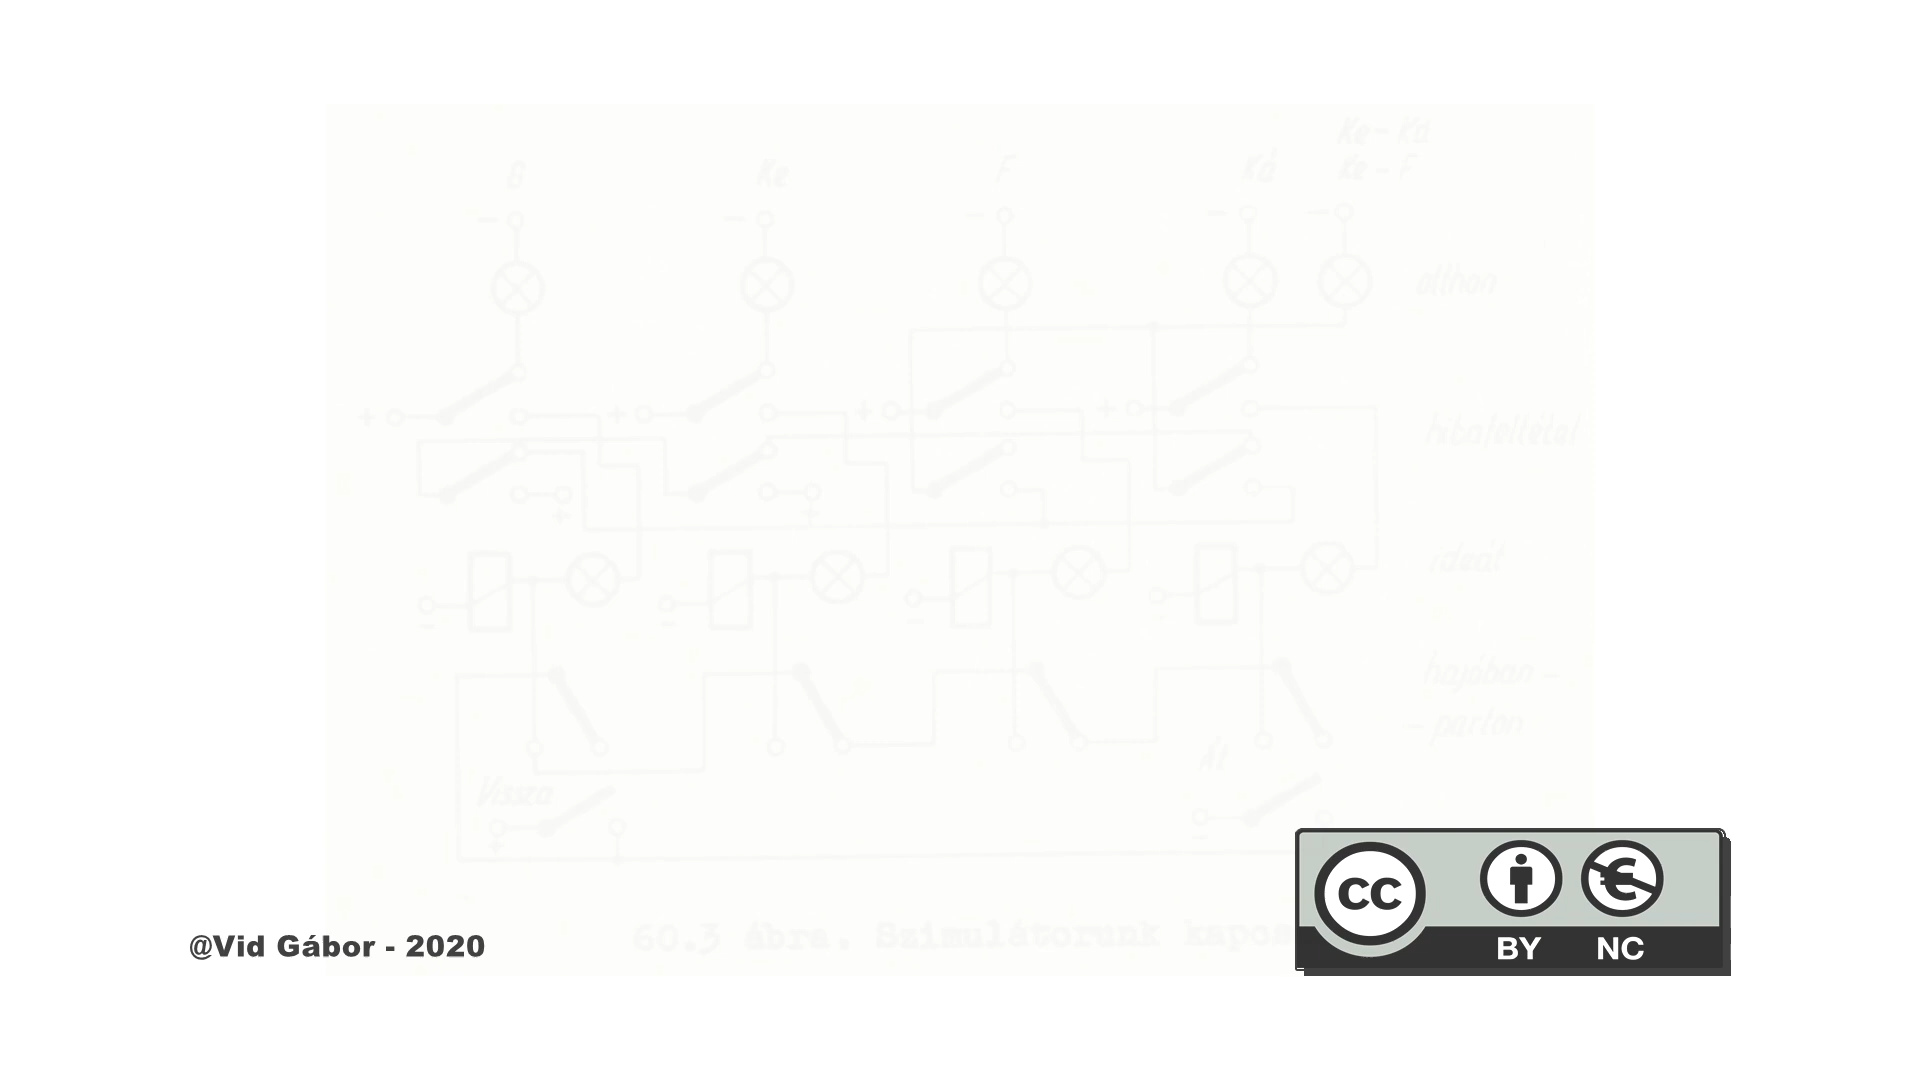 Ke - Kd
G Ke F Kd Ke - F
- - - - -
otthon
+ + + +
hibafeltétel
+ +
ideát
- - -
hajóban -
- parton
Át
Vissza
+ -
60.3 ábra. Szimulátorunk
@Vid Gábor - 2020
CC
BY NC